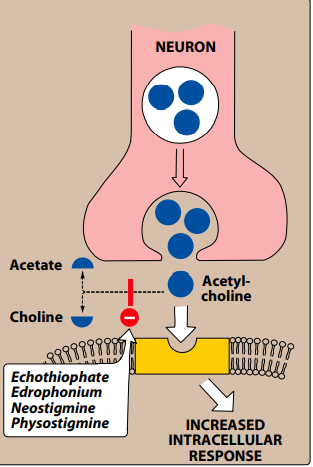 NEURON
Acetate
Acetyl-
choline
Choline
Echothiophate
Edrophonium
Neostigmine
Physostigmine
INCREASED
INTRACELLULAR
RESPONSE